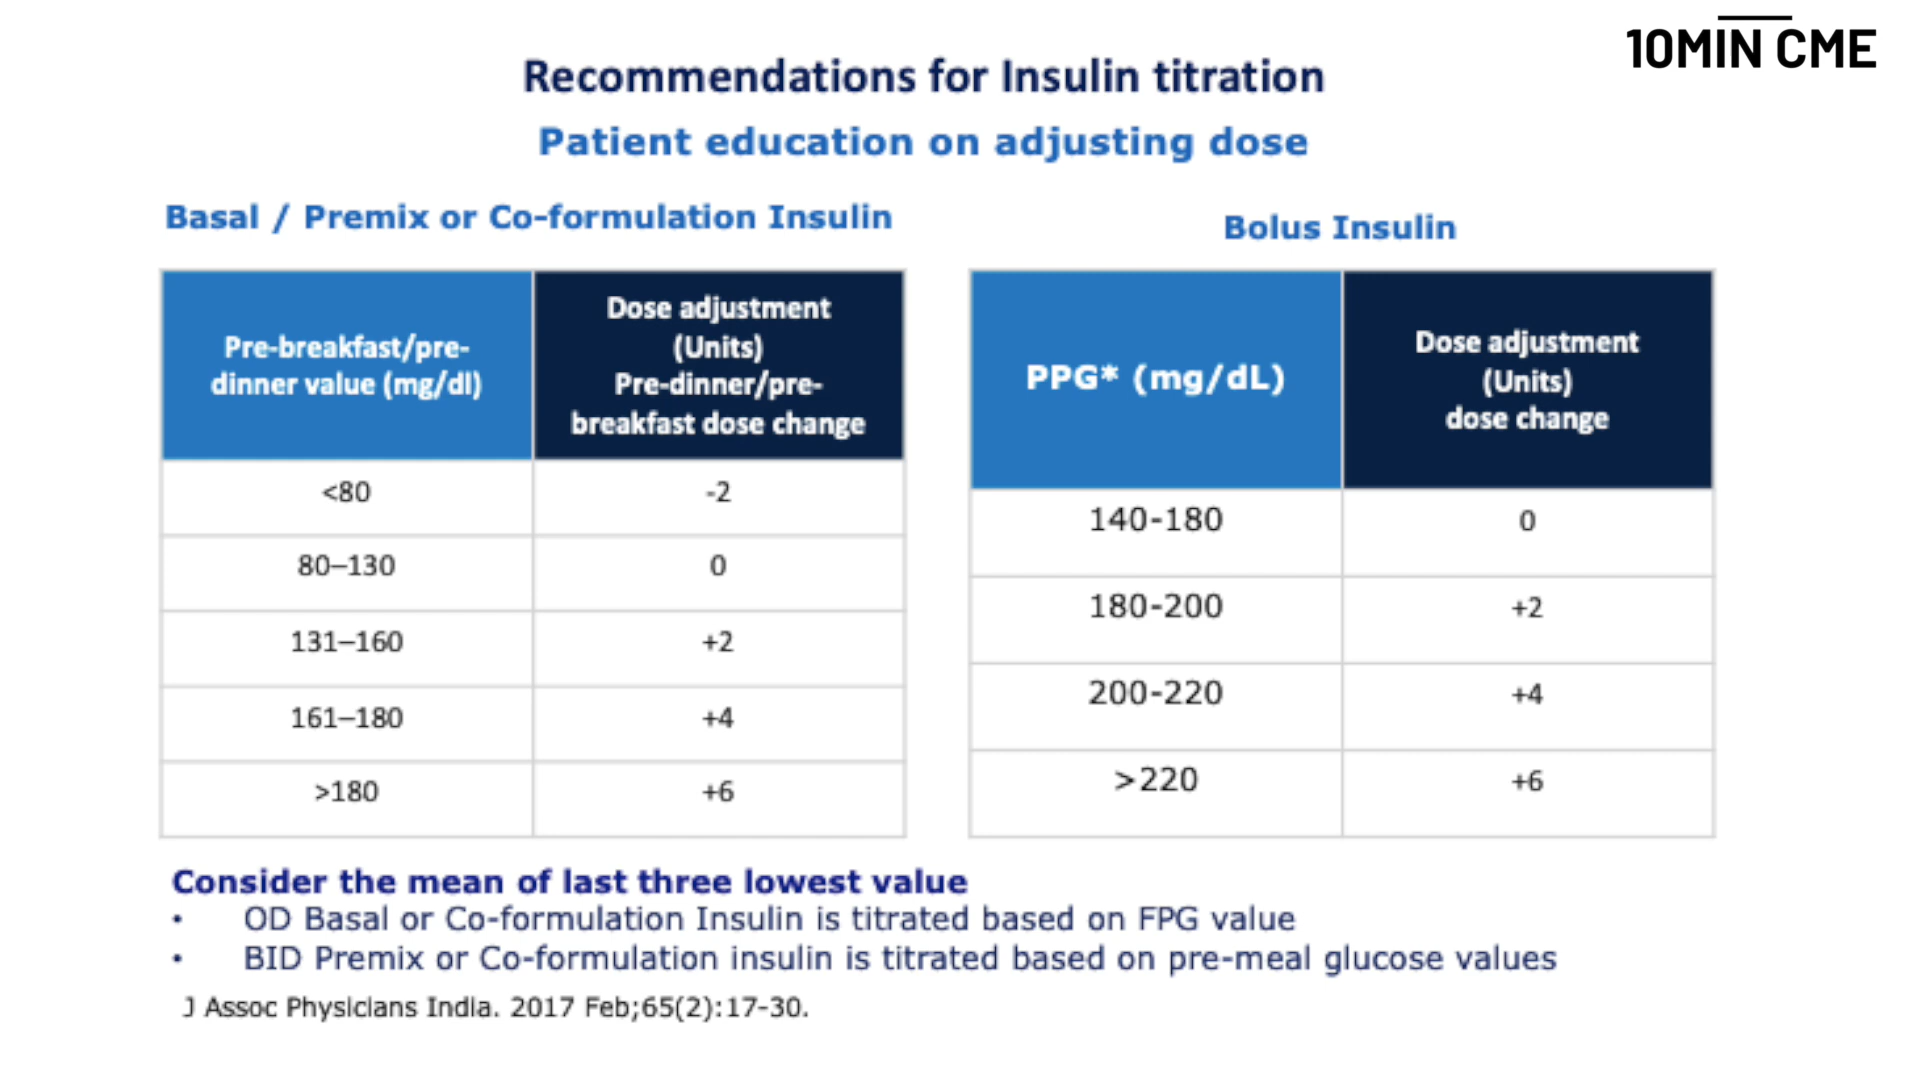 10MIN CME
Recommendations for Insulin titration
Patient education on adjusting dose
Basal / Premix or Co-formulation Insulin
Pre-breakfast/pre-
dinner value (mg/dl)
Dose adjustment
(Units)
Pre-dinner/pre-
breakfast dose change
<80
-2
80–130
0
131–160
+2
161–180
+4
>180
+6
Bolus Insulin
PPG* (mg/dL)
Dose adjustment
(Units)
dose change
140-180
0
180-200
+2
200-220
+4
>220
+6
Consider the mean of last three lowest value
• OD Basal or Co-formulation Insulin is titrated based on FPG value
• BID Premix or Co-formulation insulin is titrated based on pre-meal glucose values
J Assoc Physicians India. 2017 Feb;65(2):17-30.